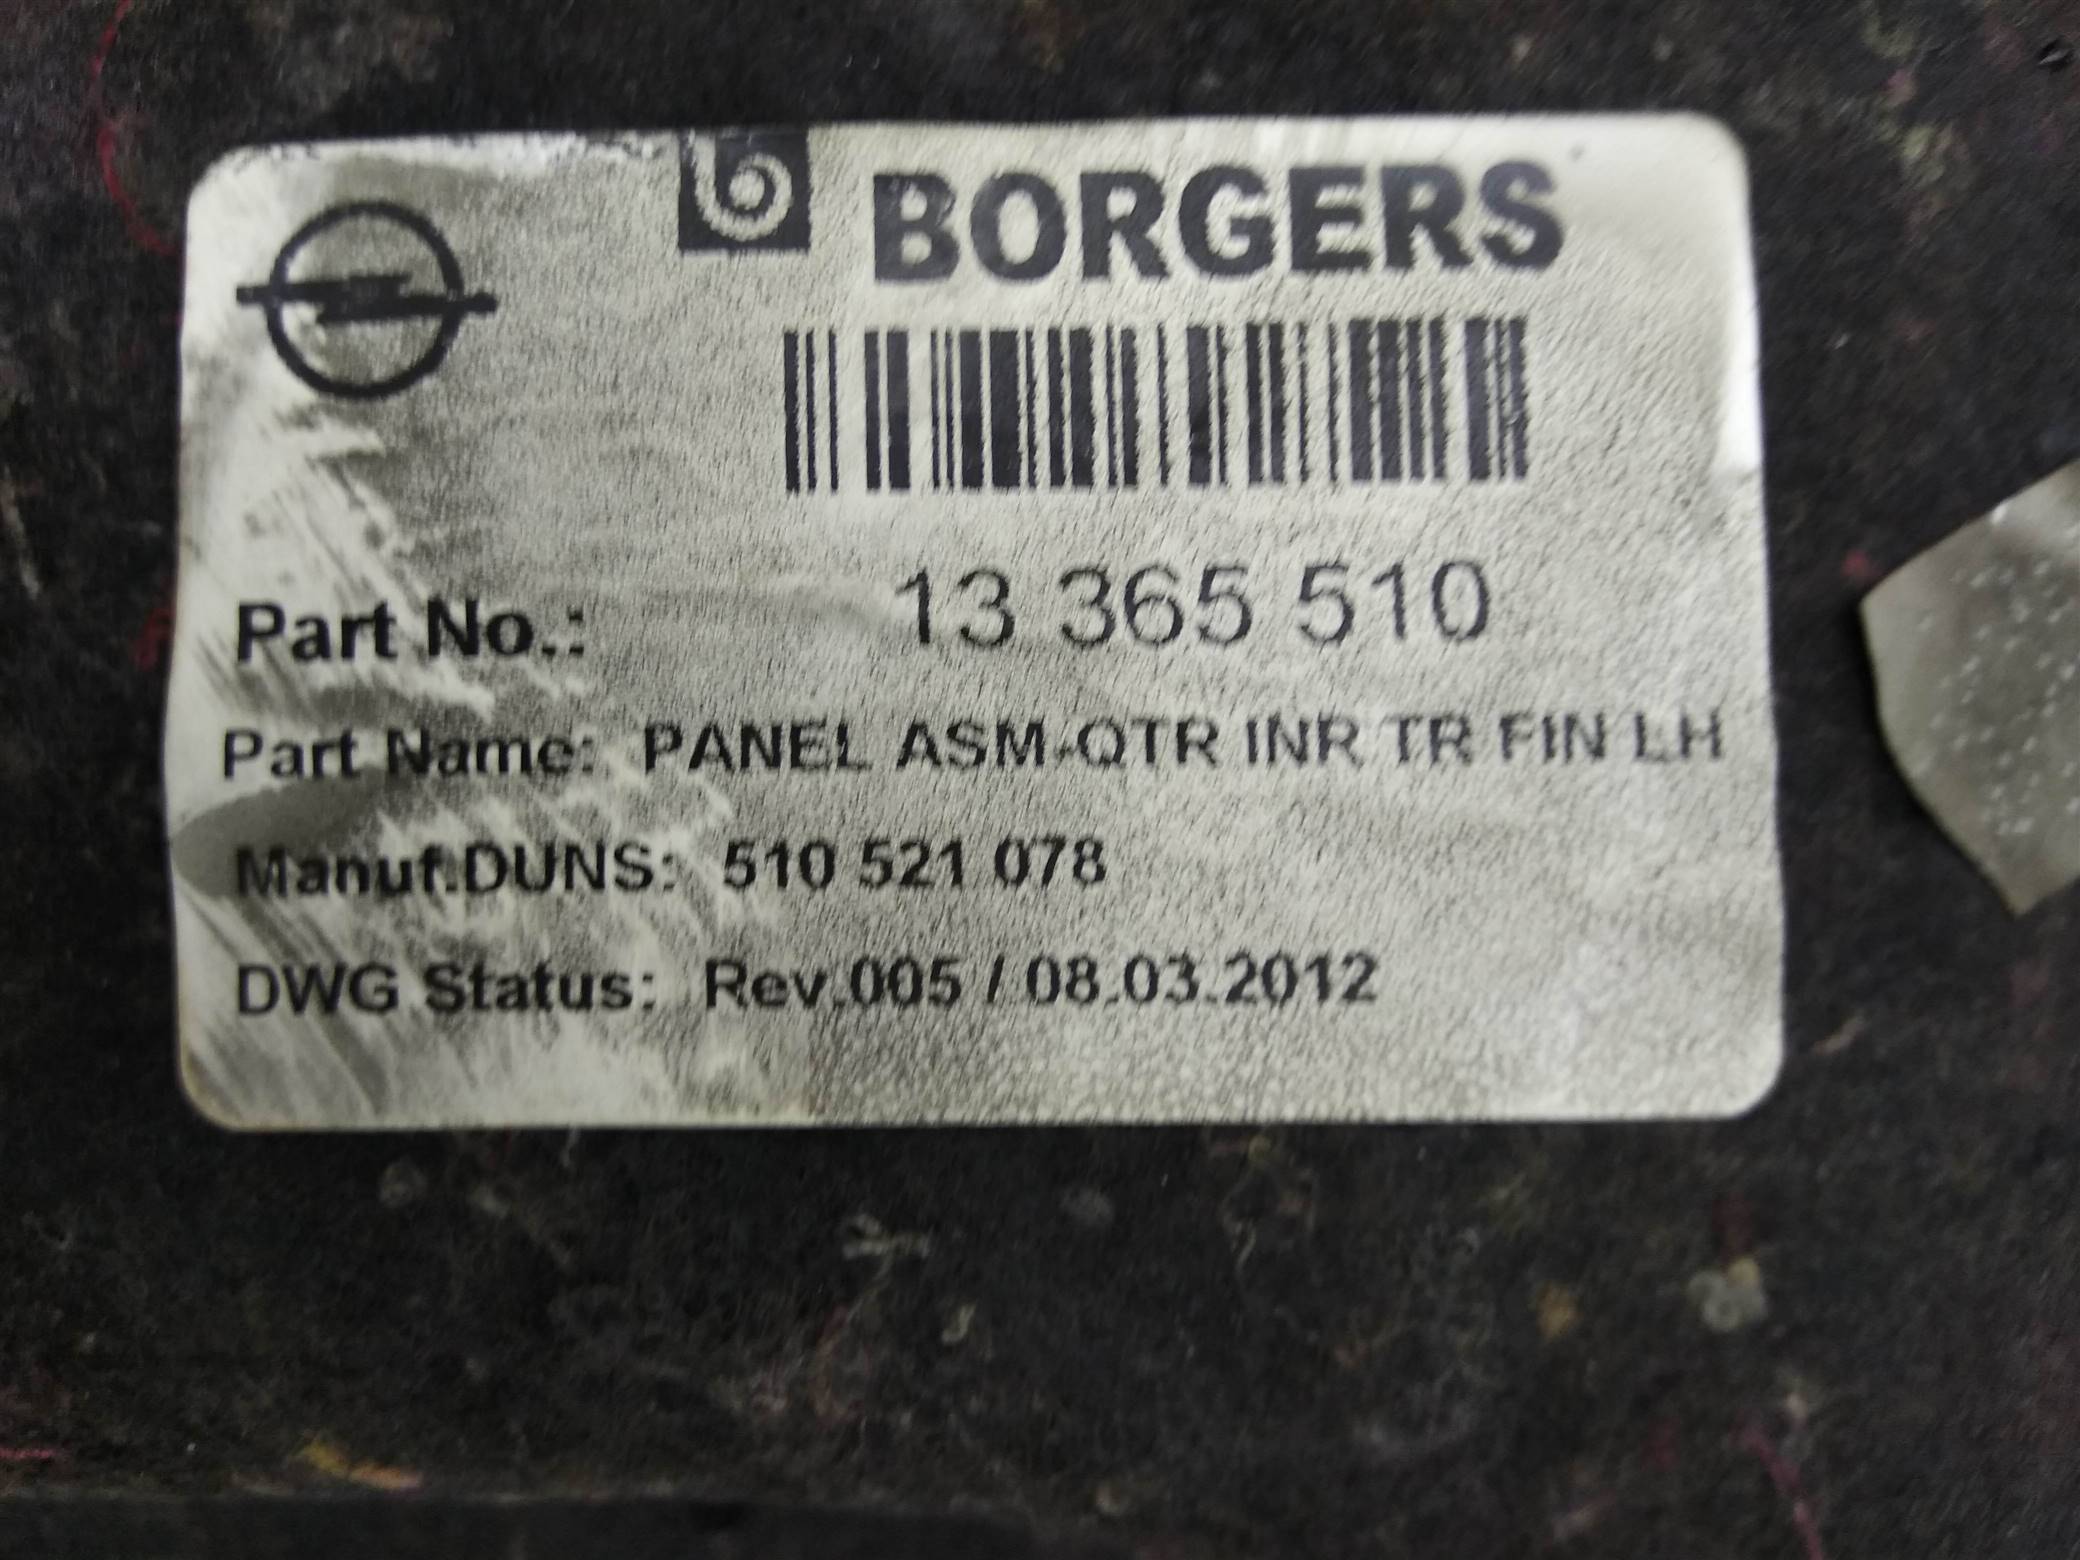 BORGERS
Part No.: 13 365 510
Part Name: PANEL ASM-QTR INR TR FIN LH
Manuf.DUNS: 510 521 078
DWG Status: Rev.005 / 08.03.2012